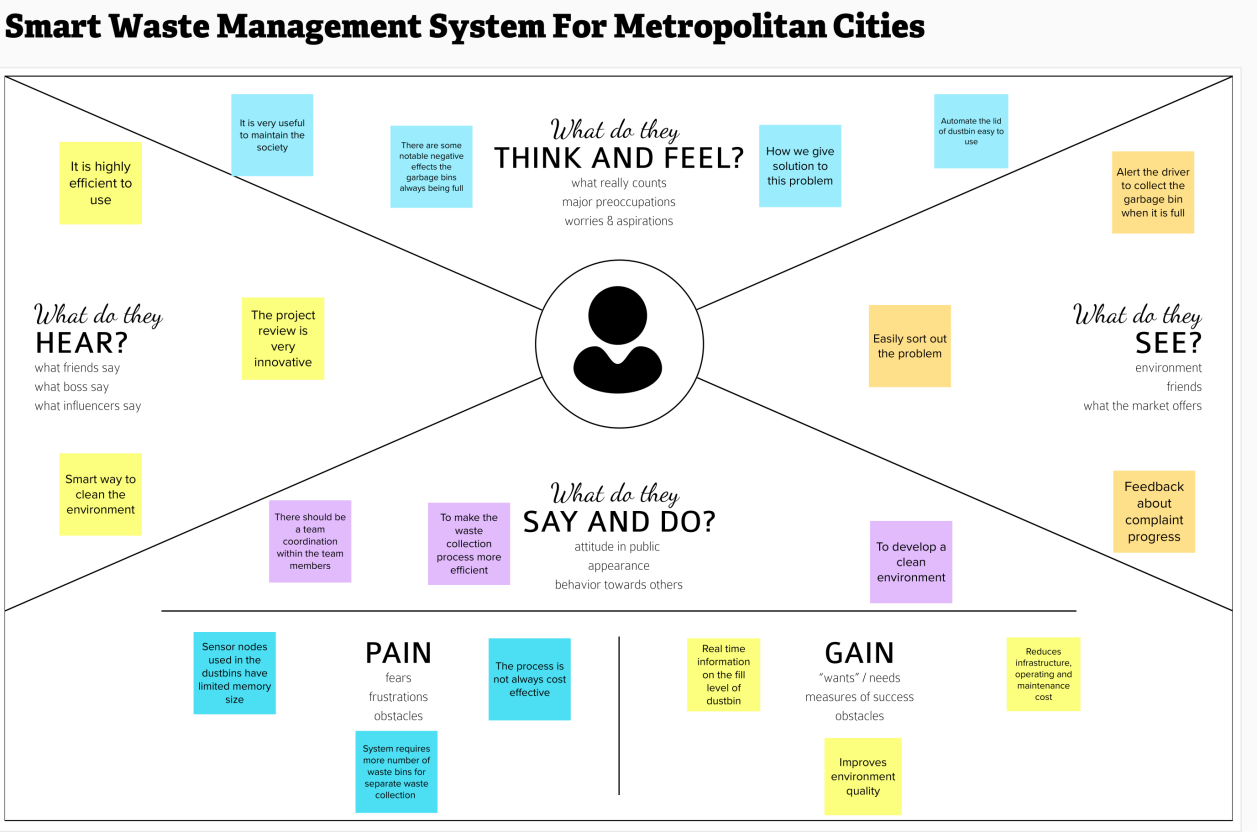 Smart Waste Management System For Metropolitan Cities
What do they
THINK AND FEEL?
what really counts
major preoccupations
worries & aspirations
It is very useful
to maintain the
society
There are some
notable negative
effects the
garbage bins
always being full
How we give
solution to
this problem
Automate the lid
of dustbin easy to
use
It is highly
efficient to
use
What do they
HEAR?
what friends say
what boss say
what influencers say
The project
review is
very
innovative
Smart way to
clean the
environment
Alert the driver
to collect the
garbage bin
when it is full
Easily sort out
the problem
What do they
SEE?
environment
friends
what the market offers
Feedback
about
complaint
progress
What do they
SAY AND DO?
attitude in public
appearance
behavior towards others
There should be
a team
coordination
within the team
members
To make the
waste
collection
process more
efficient
To develop a
clean
environment
PAIN
fears
frustrations
obstacles
Sensor nodes
used in the
dustbins have
limited memory
size
The process is
not always cost
effective
System requires
more number of
waste bins for
separate waste
collection
GAIN
“wants” / needs
measures of success
obstacles
Real time
information
on the fill
level of
dustbin
Reduces
infrastructure,
operating and
maintenance
cost
Improves
environment
quality